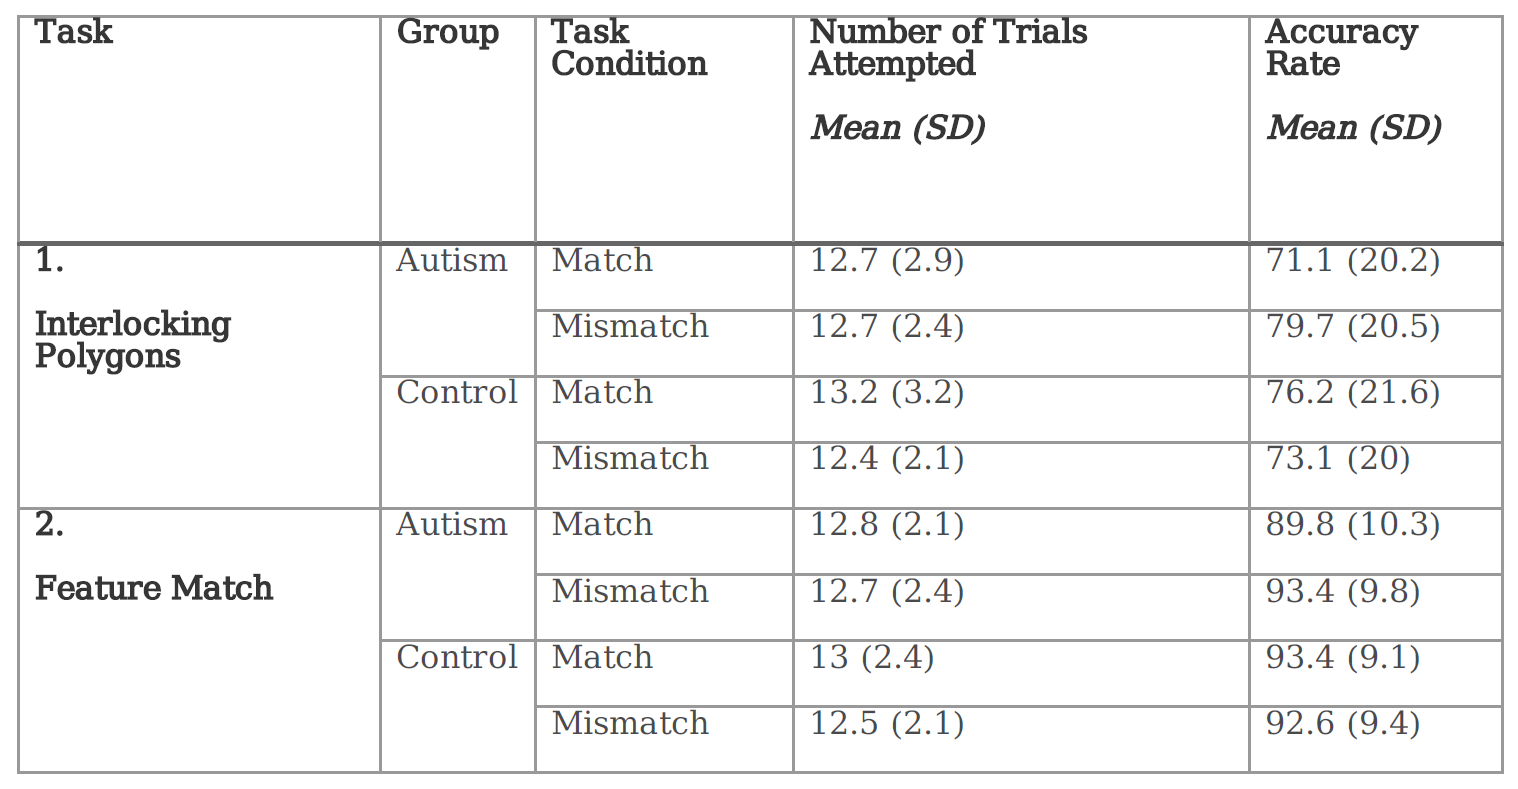 Task Group Task Number of Trials Accuracy
Condition Attempted Rate
Mean (SD) Mean (SD)
1. Autism Match 12.7 (2.9) 71.1 (20.2)
Interlocking Mismatch 12.7 (2.4) 79.7 (20.5)
Polygons
Control Match 13.2 (3.2) 76.2 (21.6)
Mismatch 12.4 (2.1) 73.1 (20)
2. Autism Match 12.8 (2.1) 89.8 (10.3)
Feature Match Mismatch 12.7 (2.4) 93.4 (9.8)
Control Match 13 (2.4) 93.4 (9.1)
Mismatch 12.5 (2.1) 92.6 (9.4)